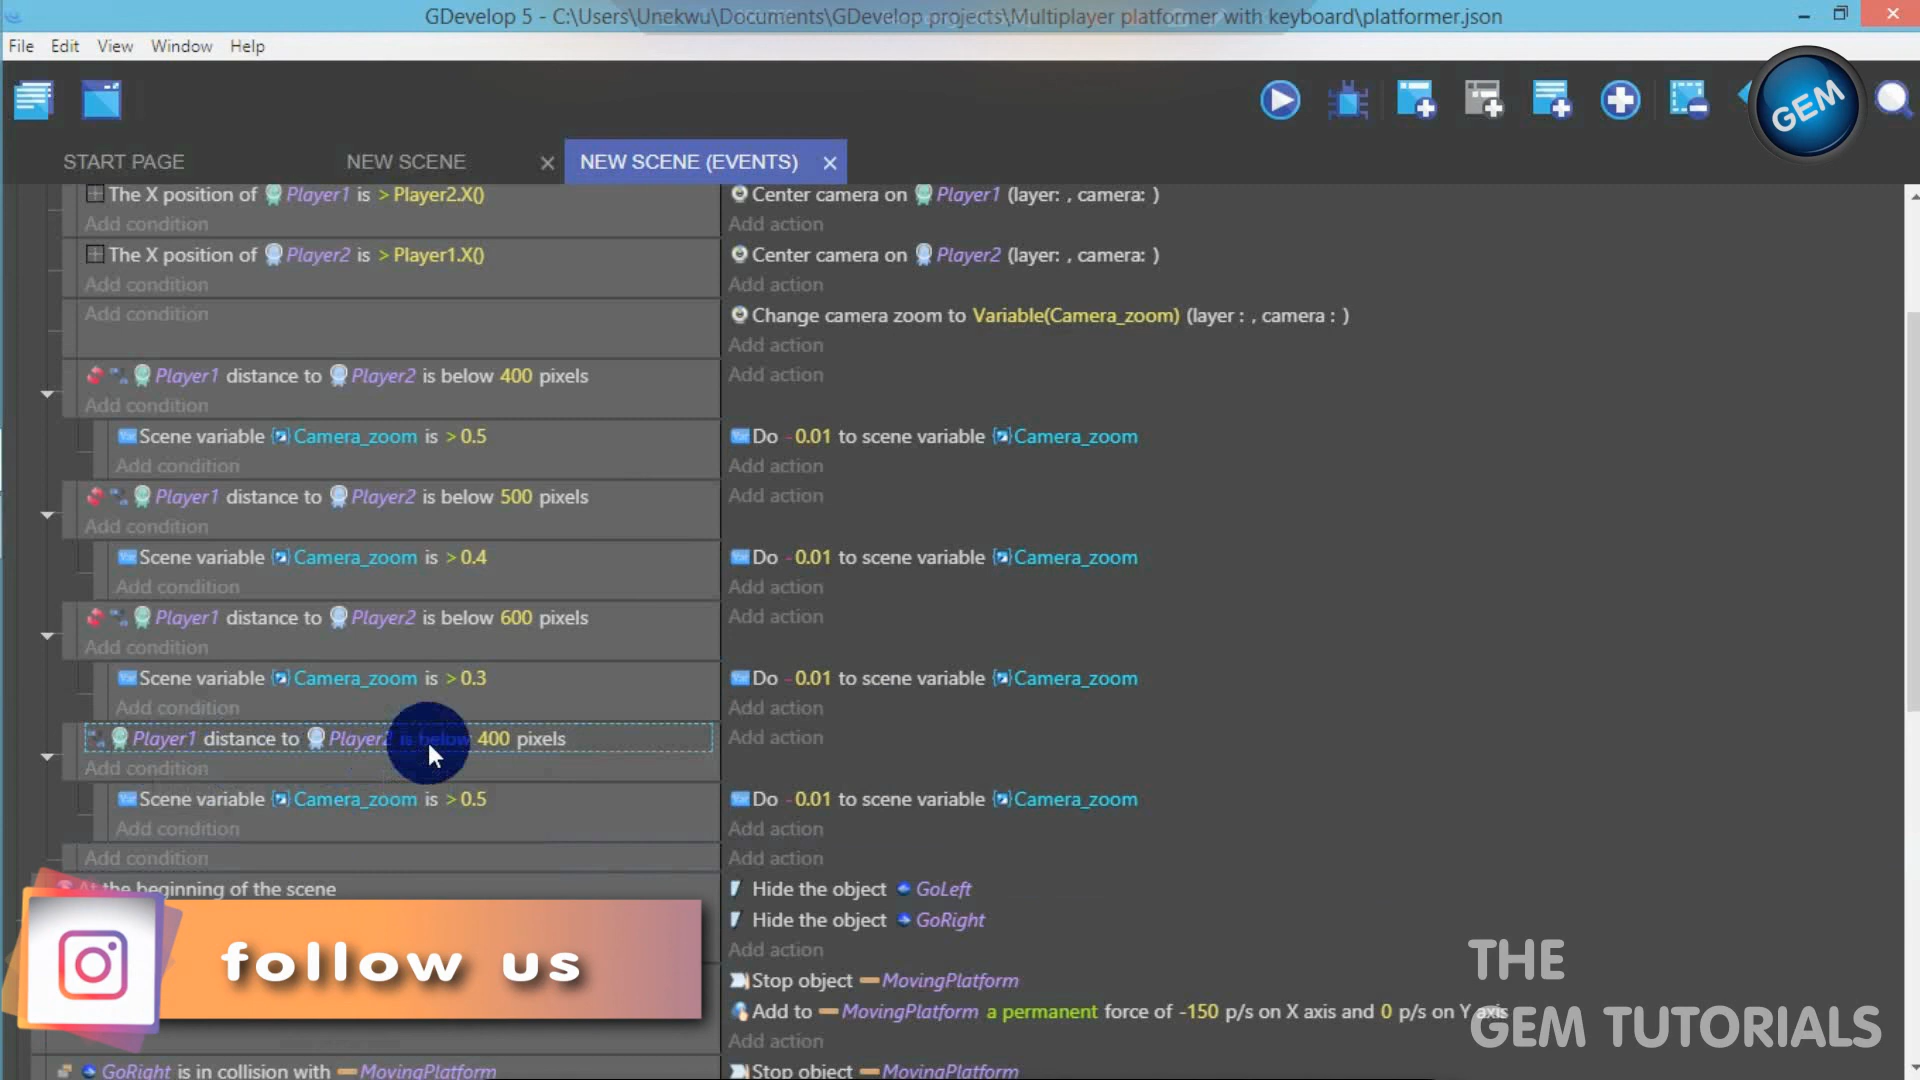 GDevelop 5 - C:\Users\Unekwu\Documents\GDevelop projects\Multiplayer platformer with keyboard\platformer.json
File Edit View Window Help
GEM
START PAGE NEW SCENE NEW SCENE (EVENTS)
The X position of Player1 is > Player2.X() Center camera on Player1 (layer: , camera: )
Add condition Add action
The X position of Player2 is > Player1.X() Center camera on Player2 (layer: , camera: )
Add condition Add action
Add condition Change camera zoom to Variable(Camera_zoom) (layer : , camera : )
Add action
Player1 distance to Player2 is below 400 pixels Add action
Add condition
Scene variable Camera_zoom is > 0.5 Do - 0.01 to scene variable Camera_zoom
Add condition Add action
Player1 distance to Player2 is below 500 pixels Add action
Add condition
Scene variable Camera_zoom is > 0.4 Do - 0.01 to scene variable Camera_zoom
Add condition Add action
Player1 distance to Player2 is below 600 pixels Add action
Add condition
Scene variable Camera_zoom is > 0.3 Do - 0.01 to scene variable Camera_zoom
Add condition Add action
Player1 distance to Player2 is below 400 pixels Add action
Add condition
Scene variable Camera_zoom is > 0.5 Do - 0.01 to scene variable Camera_zoom
Add condition Add action
Add condition Add action
At the beginning of the scene Hide the object GoLeft
Hide the object GoRight
Add action
follow us
Stop object MovingPlatform
Add to MovingPlatform a permanent force of -150 p/s on X axis and 0 p/s on Y axis
Add action
GoRight is in collision with MovingPlatform Stop object MovingPlatform
THE
GEM TUTORIALS